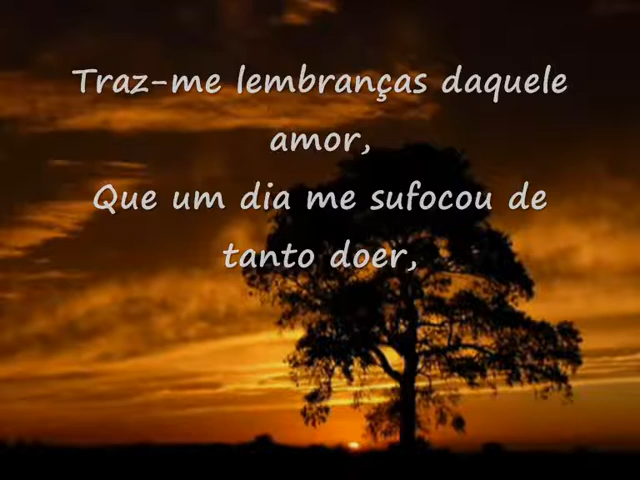 Traz-me lembranças daquele
amor,
Que um dia me sufocou de
tanto doer,